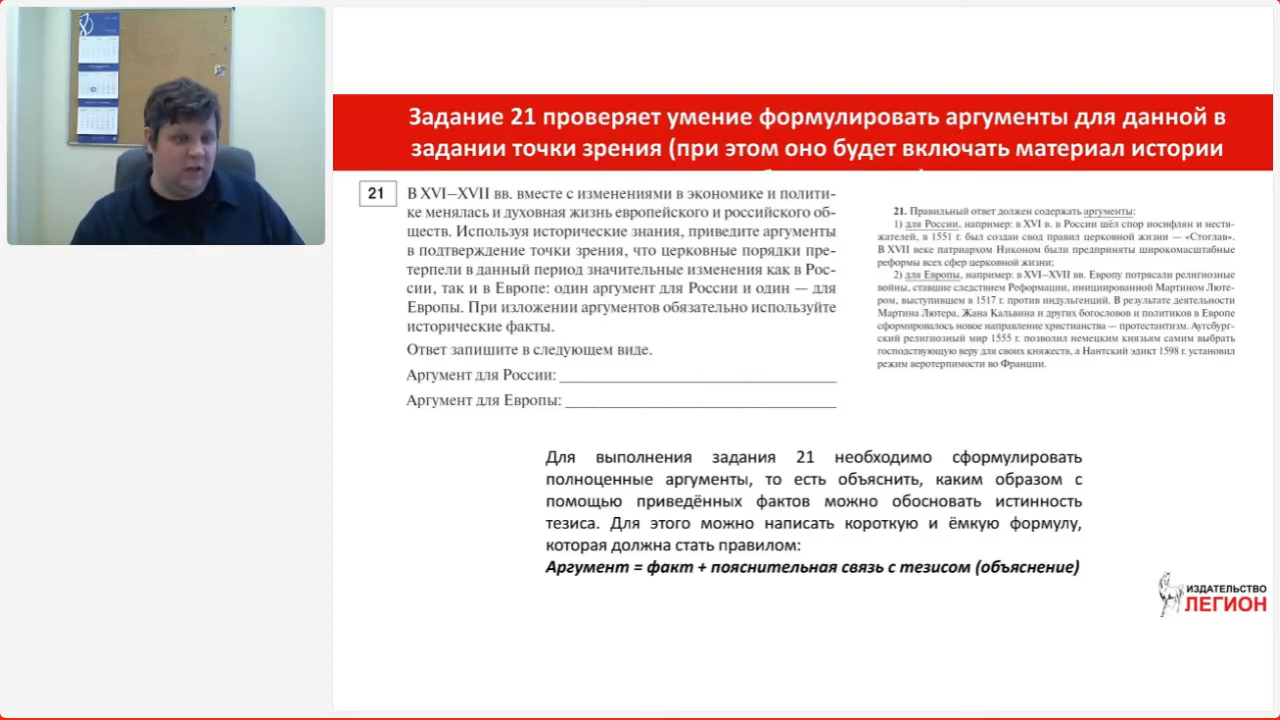 Задание 21 проверяет умение формулировать аргументы для данной в
задании точки зрения (при этом оно будет включать материал истории
21
В XVI–XVII вв. вместе с изменениями в экономике и полити-
ке менялась и духовная жизнь европейского и российского об-
ществ. Используя исторические знания, приведите аргументы
в подтверждение точки зрения, что церковные порядки пре-
терпели в данный период значительные изменения как в Рос-
сии, так и в Европе: один аргумент для России и один — для
Европы. При изложении аргументов обязательно используйте
исторические факты.
Ответ запишите в следующем виде.
Аргумент для России:
Аргумент для Европы:
21. Правильный ответ должен содержать аргументы:
1) для России, например: в XVI в. в России шёл спор иосифлян и нестя-
жателей, в 1551 г. был создан свод правил церковной жизни — «Стоглав».
В XVII веке патриархом Никоном были предприняты широкомасштабные
реформы всех сфер церковной жизни;
2) для Европы, например: в XVI–XVII вв. Европу потрясали религиозные
войны, ставшие следствием Реформации, инициированной Мартином Люте-
ром, выступившем в 1517 г. против индульгенций. В результате деятельности
Мартина Лютера, Жана Кальвина и других богословов и политиков в Европе
сформировалось новое направление христианства — протестантизм. Аугсбург-
ский религиозный мир 1555 г. позволил немецким князьям самим выбрать
господствующую веру для своих княжеств, а Нантский эдикт 1598 г. установил
режим веротерпимости во Франции.
Для выполнения задания 21 необходимо сформулировать
полноценные аргументы, то есть объяснить, каким образом с
помощью приведённых фактов можно обосновать истинность
тезиса. Для этого можно написать короткую и ёмкую формулу,
которая должна стать правилом:
Аргумент = факт + пояснительная связь с тезисом (объяснение)
ИЗДАТЕЛЬСТВО
ЛЕГИОН